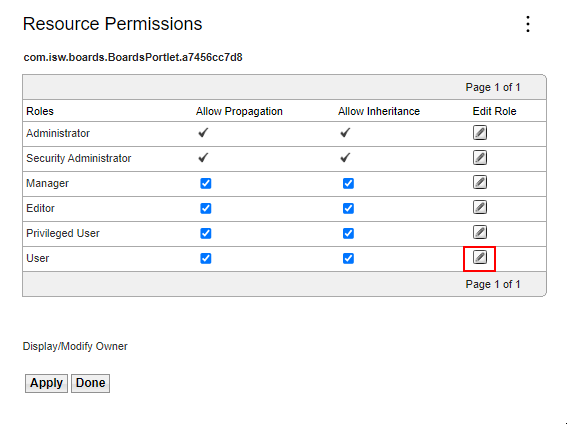 Resource Permissions
com.isw.boards.BoardsPortlet.a7456cc7d8
Page 1 of 1
Roles Allow Propagation Allow Inheritance Edit Role
Administrator
Security Administrator
Manager
Editor
Privileged User
User
Page 1 of 1
Display/Modify Owner
Apply Done